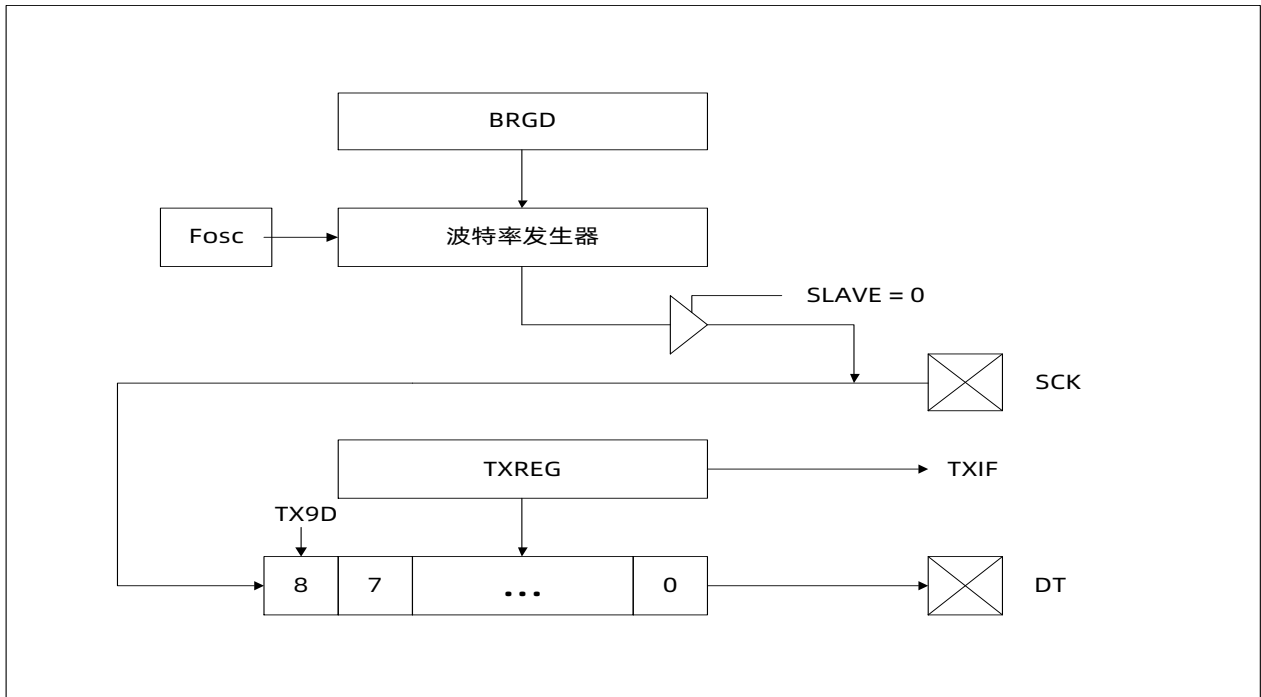 BRGD
Fosc
波特率发生器
SLAVE = 0
SCK
TXREG
TXIF
TX9D
8
7
...
0
DT